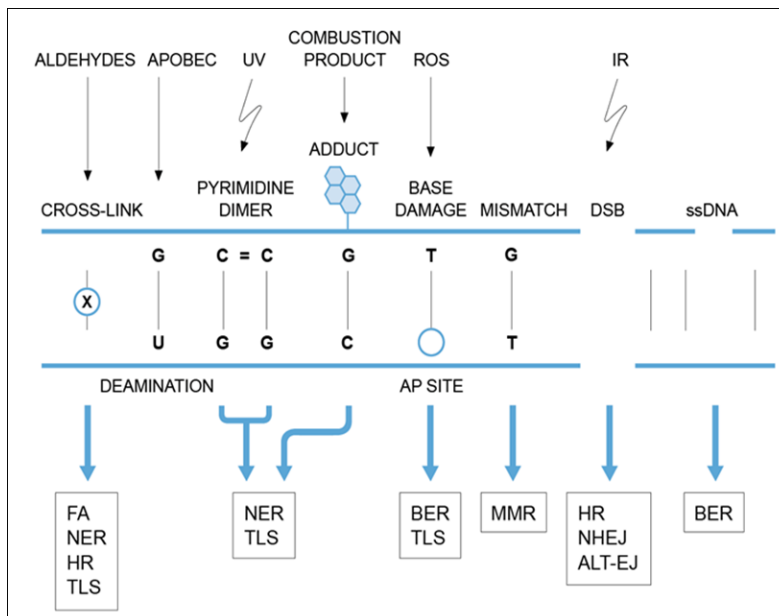 ALDEHYDES
APOBEC
UV
COMBUSTION
PRODUCT
ROS
IR
ADDUCT
CROSS-LINK
PYRIMIDINE
DIMER
BASE
DAMAGE
MISMATCH
DSB
ssDNA
G C = C G T G
X
U G G C T
DEAMINATION
AP SITE
FA
NER
HR
TLS
NER
TLS
BER
TLS
MMR
HR
NHEJ
ALT-EJ
BER